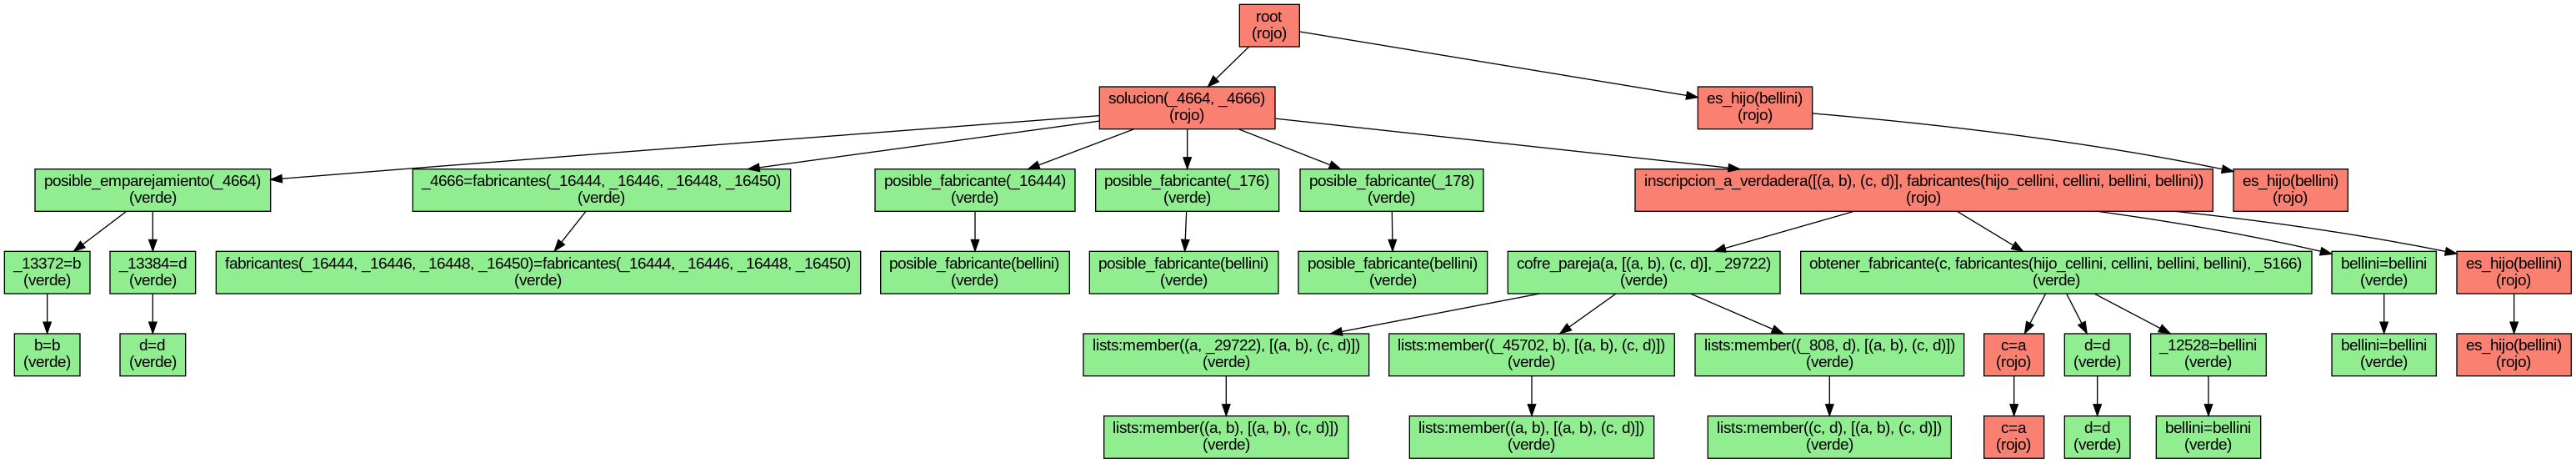 root
(rojo)
solucion(_4664, _4666)
(rojo)
es_hijo(bellini)
(rojo)
posible_emparejamiento(_4664)
(verde)
_4666=fabricantes(_16444, _16446, _16448, _16450)
(verde)
posible_fabricante(_16444)
(verde)
posible_fabricante(_176)
(verde)
posible_fabricante(_178)
(verde)
inscripcion_a_verdadera([(a, b), (c, d)], fabricantes(hijo_cellini, cellini, bellini, bellini))
(rojo)
es_hijo(bellini)
(rojo)
_13372=b
(verde)
_13384=d
(verde)
fabricantes(_16444, _16446, _16448, _16450)=fabricantes(_16444, _16446, _16448, _16450)
(verde)
posible_fabricante(bellini)
(verde)
posible_fabricante(bellini)
(verde)
posible_fabricante(bellini)
(verde)
cofre_pareja(a, [(a, b), (c, d)], _29722)
(verde)
obtener_fabricante(c, fabricantes(hijo_cellini, cellini, bellini, bellini), _5166)
(verde)
bellini=bellini
(verde)
es_hijo(bellini)
(rojo)
b=b
(verde)
d=d
(verde)
lists:member((a, _29722), [(a, b), (c, d)])
(verde)
lists:member((_45702, b), [(a, b), (c, d)])
(verde)
lists:member((_808, d), [(a, b), (c, d)])
(verde)
c=a
(rojo)
d=d
(verde)
_12528=bellini
(verde)
bellini=bellini
(verde)
es_hijo(bellini)
(rojo)
lists:member((a, b), [(a, b), (c, d)])
(verde)
lists:member((a, b), [(a, b), (c, d)])
(verde)
lists:member((c, d), [(a, b), (c, d)])
(verde)
c=a
(rojo)
d=d
(verde)
bellini=bellini
(verde)